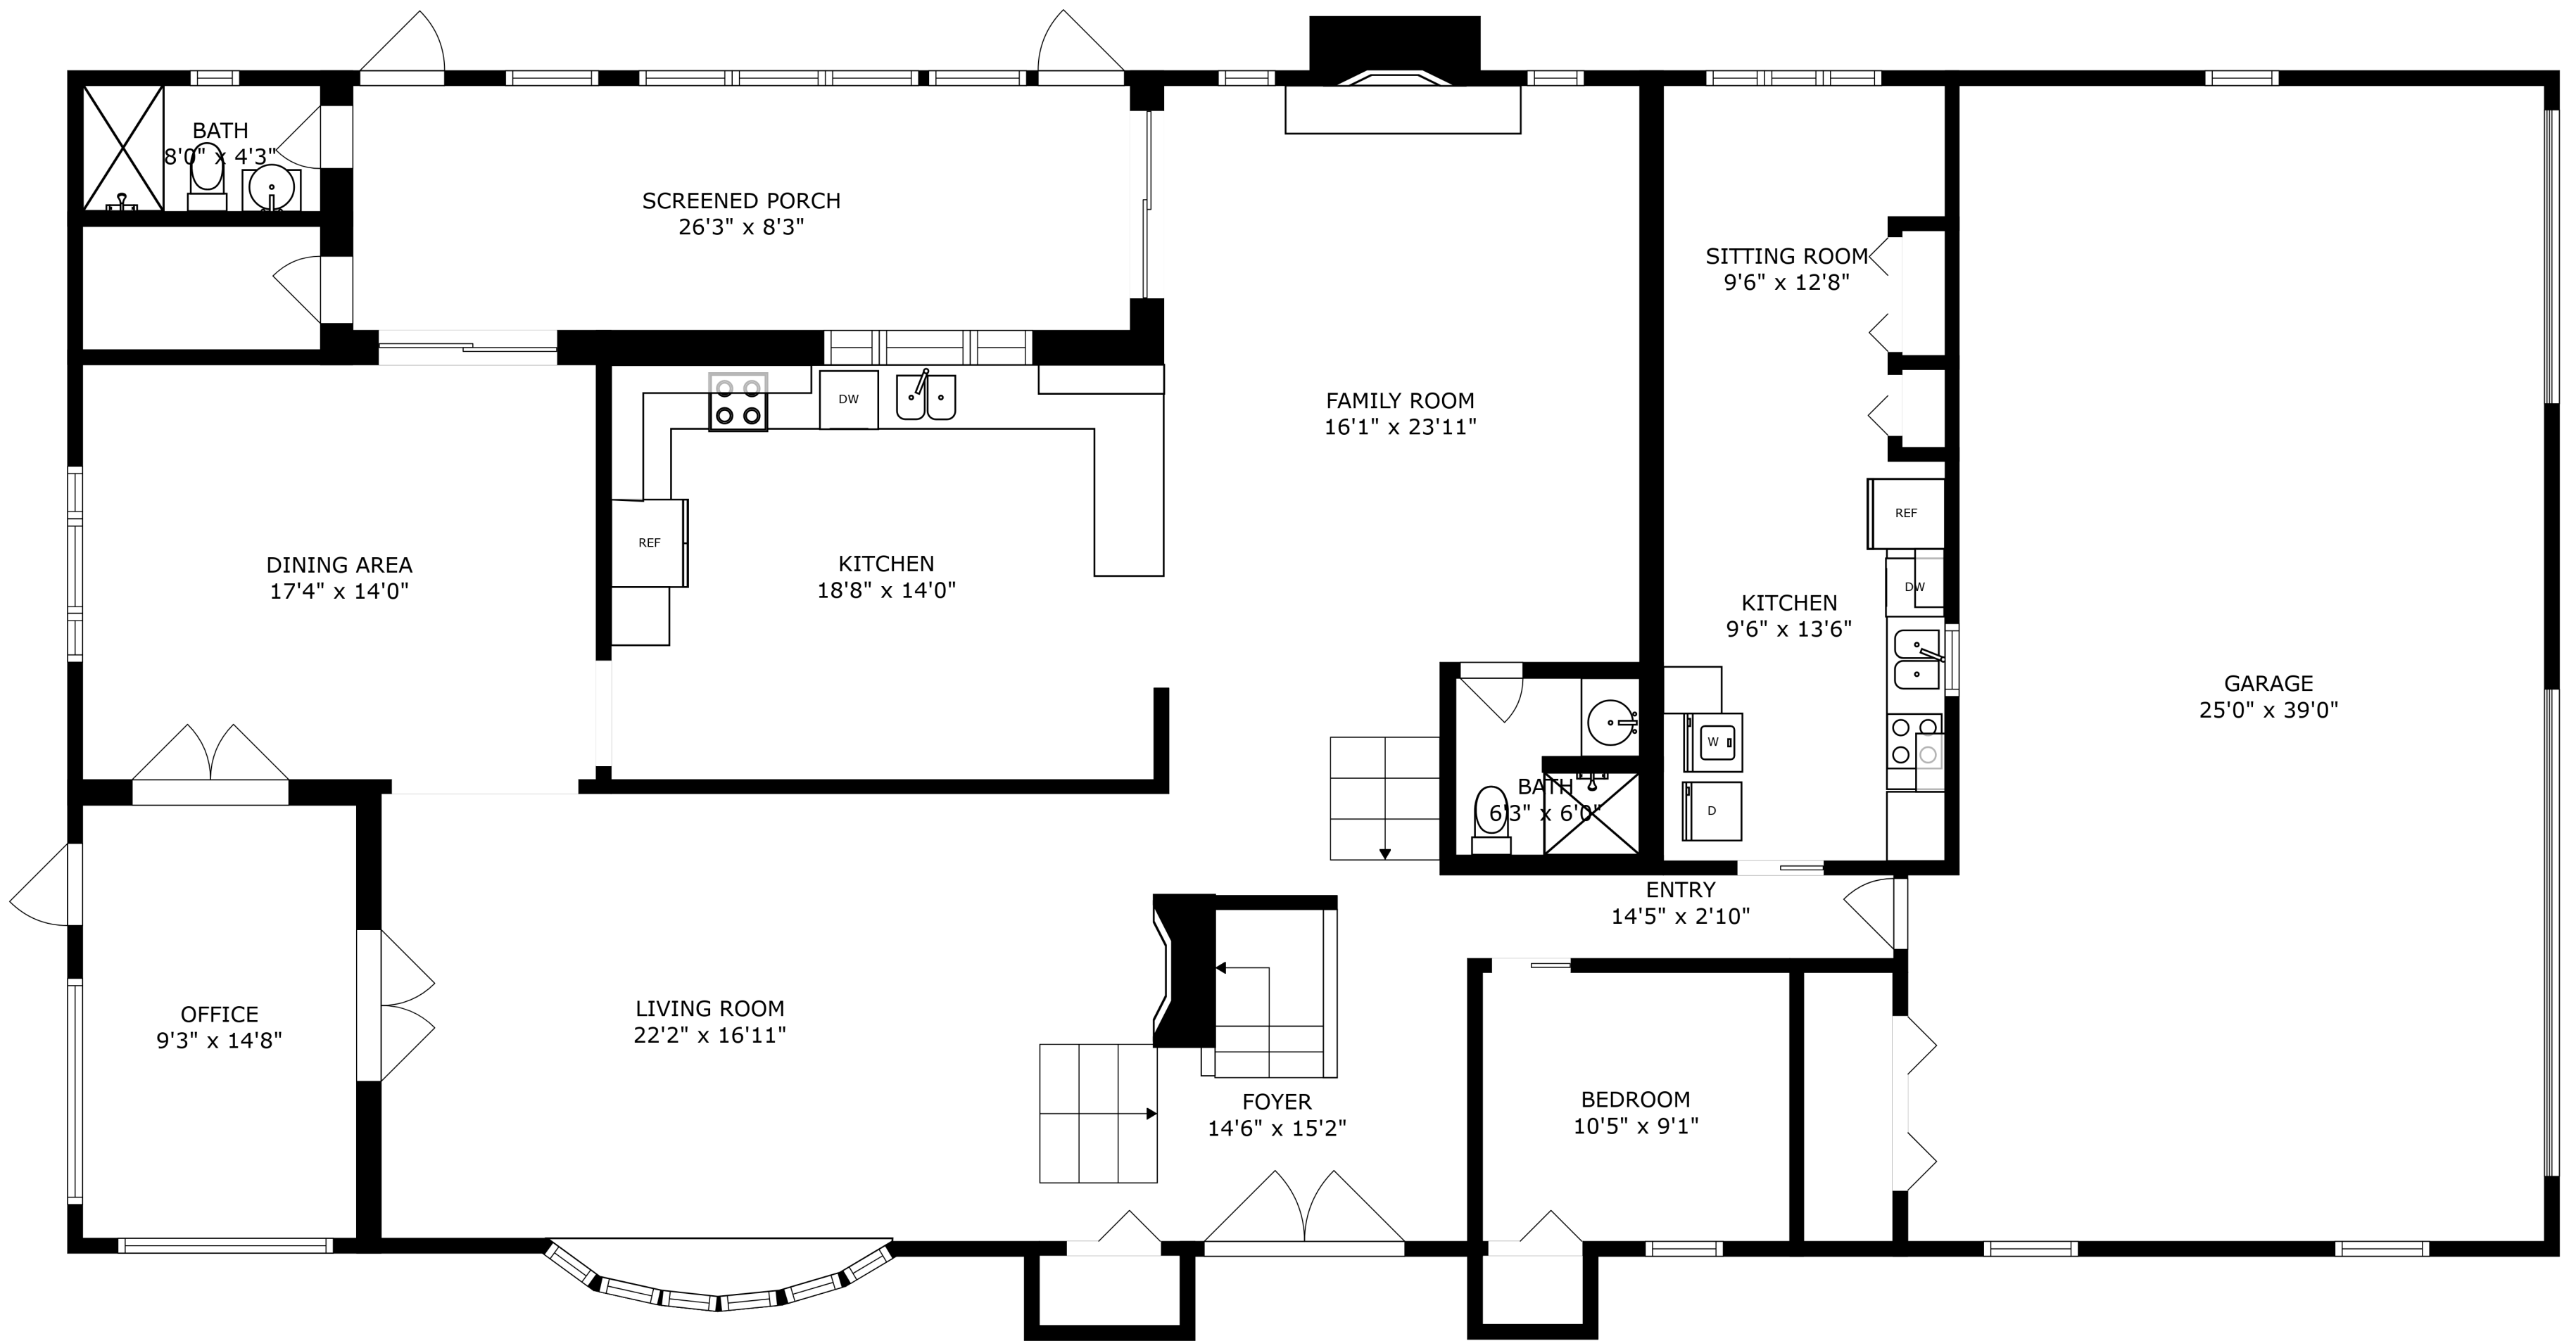 BATH
8'0" x 4'3"
SCREENED PORCH
26'3" x 8'3"
SITTING ROOM
9'6" x 12'8"
FAMILY ROOM
16'1" x 23'11"
DW
REF
REF
DINING AREA
17'4" x 14'0"
KITCHEN
18'8" x 14'0"
DW
KITCHEN
9'6" x 13'6"
GARAGE
25'0" x 39'0"
W
BATH
6'3" x 6'0"
D
ENTRY
14'5" x 2'10"
OFFICE
9'3" x 14'8"
LIVING ROOM
22'2" x 16'11"
FOYER
14'6" x 15'2"
BEDROOM
10'5" x 9'1"